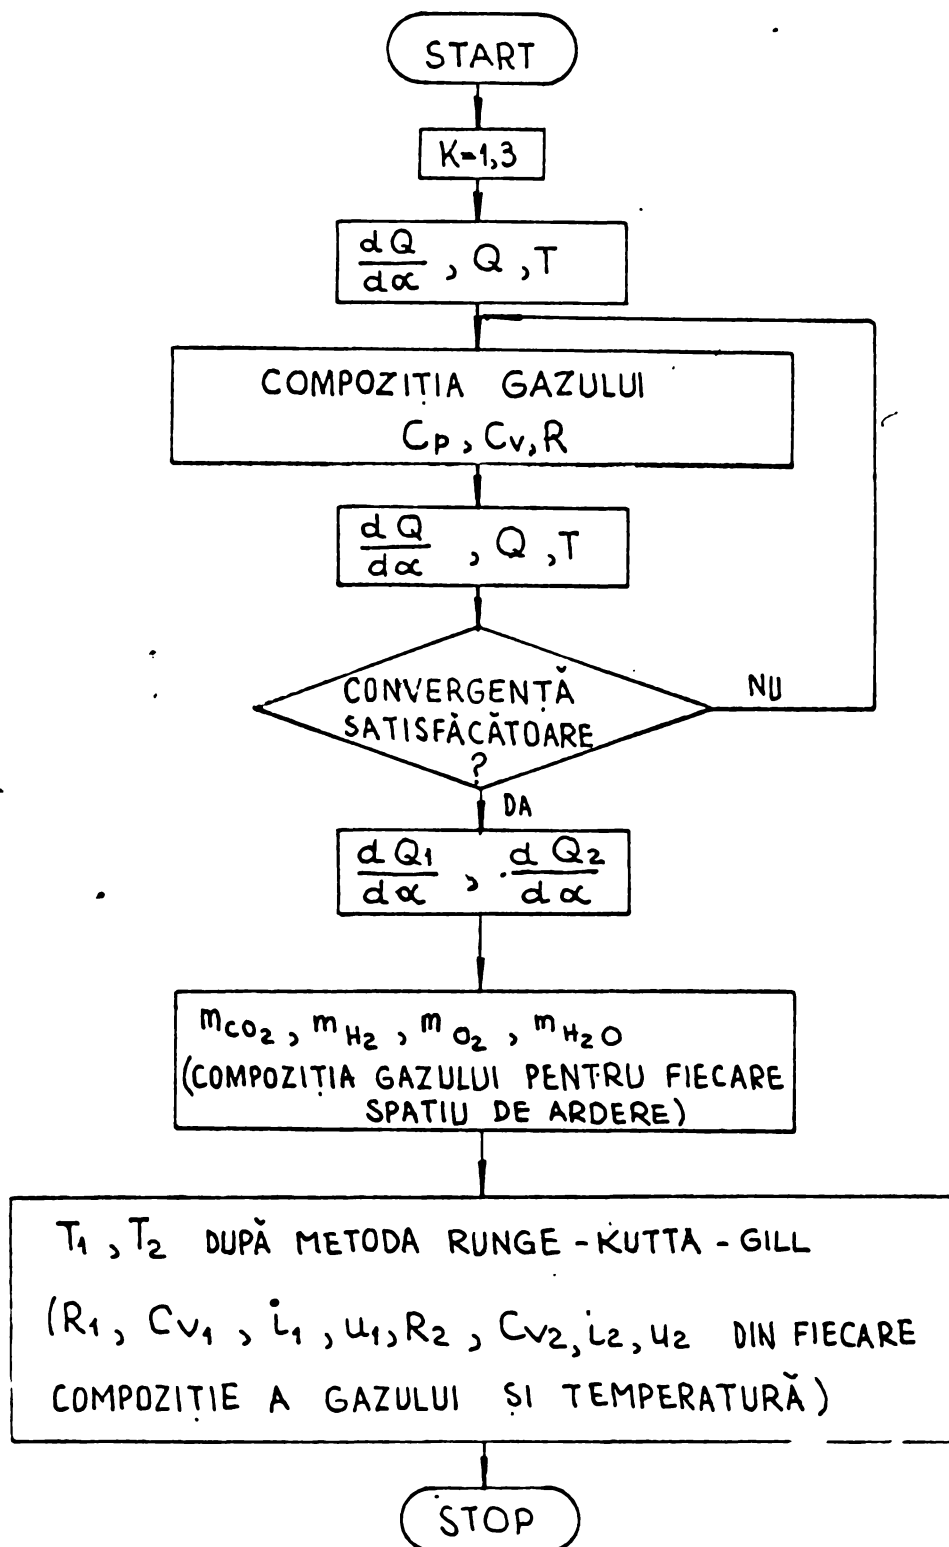 START
K=1,3
dQ/dα , Q , T
COMPOZIȚIA GAZULUI
Cp, Cv, R
dQ/dα , Q , T
CONVERGENȚĂ
SATISFĂCĂTOARE
?
NU
DA
dQ1/dα , dQ2/dα
mCO2, mH2, mO2, mH2O
(COMPOZIȚIA GAZULUI PENTRU FIECARE
SPATIU DE ARDERE)
T1, T2 DUPĂ METODA RUNGE-KUTTA-GILL
(R1, Cv1, i1, u1, R2, Cv2, i2, u2 DIN FIECARE
COMPOZIȚIE A GAZULUI ȘI TEMPERATURĂ)
STOP